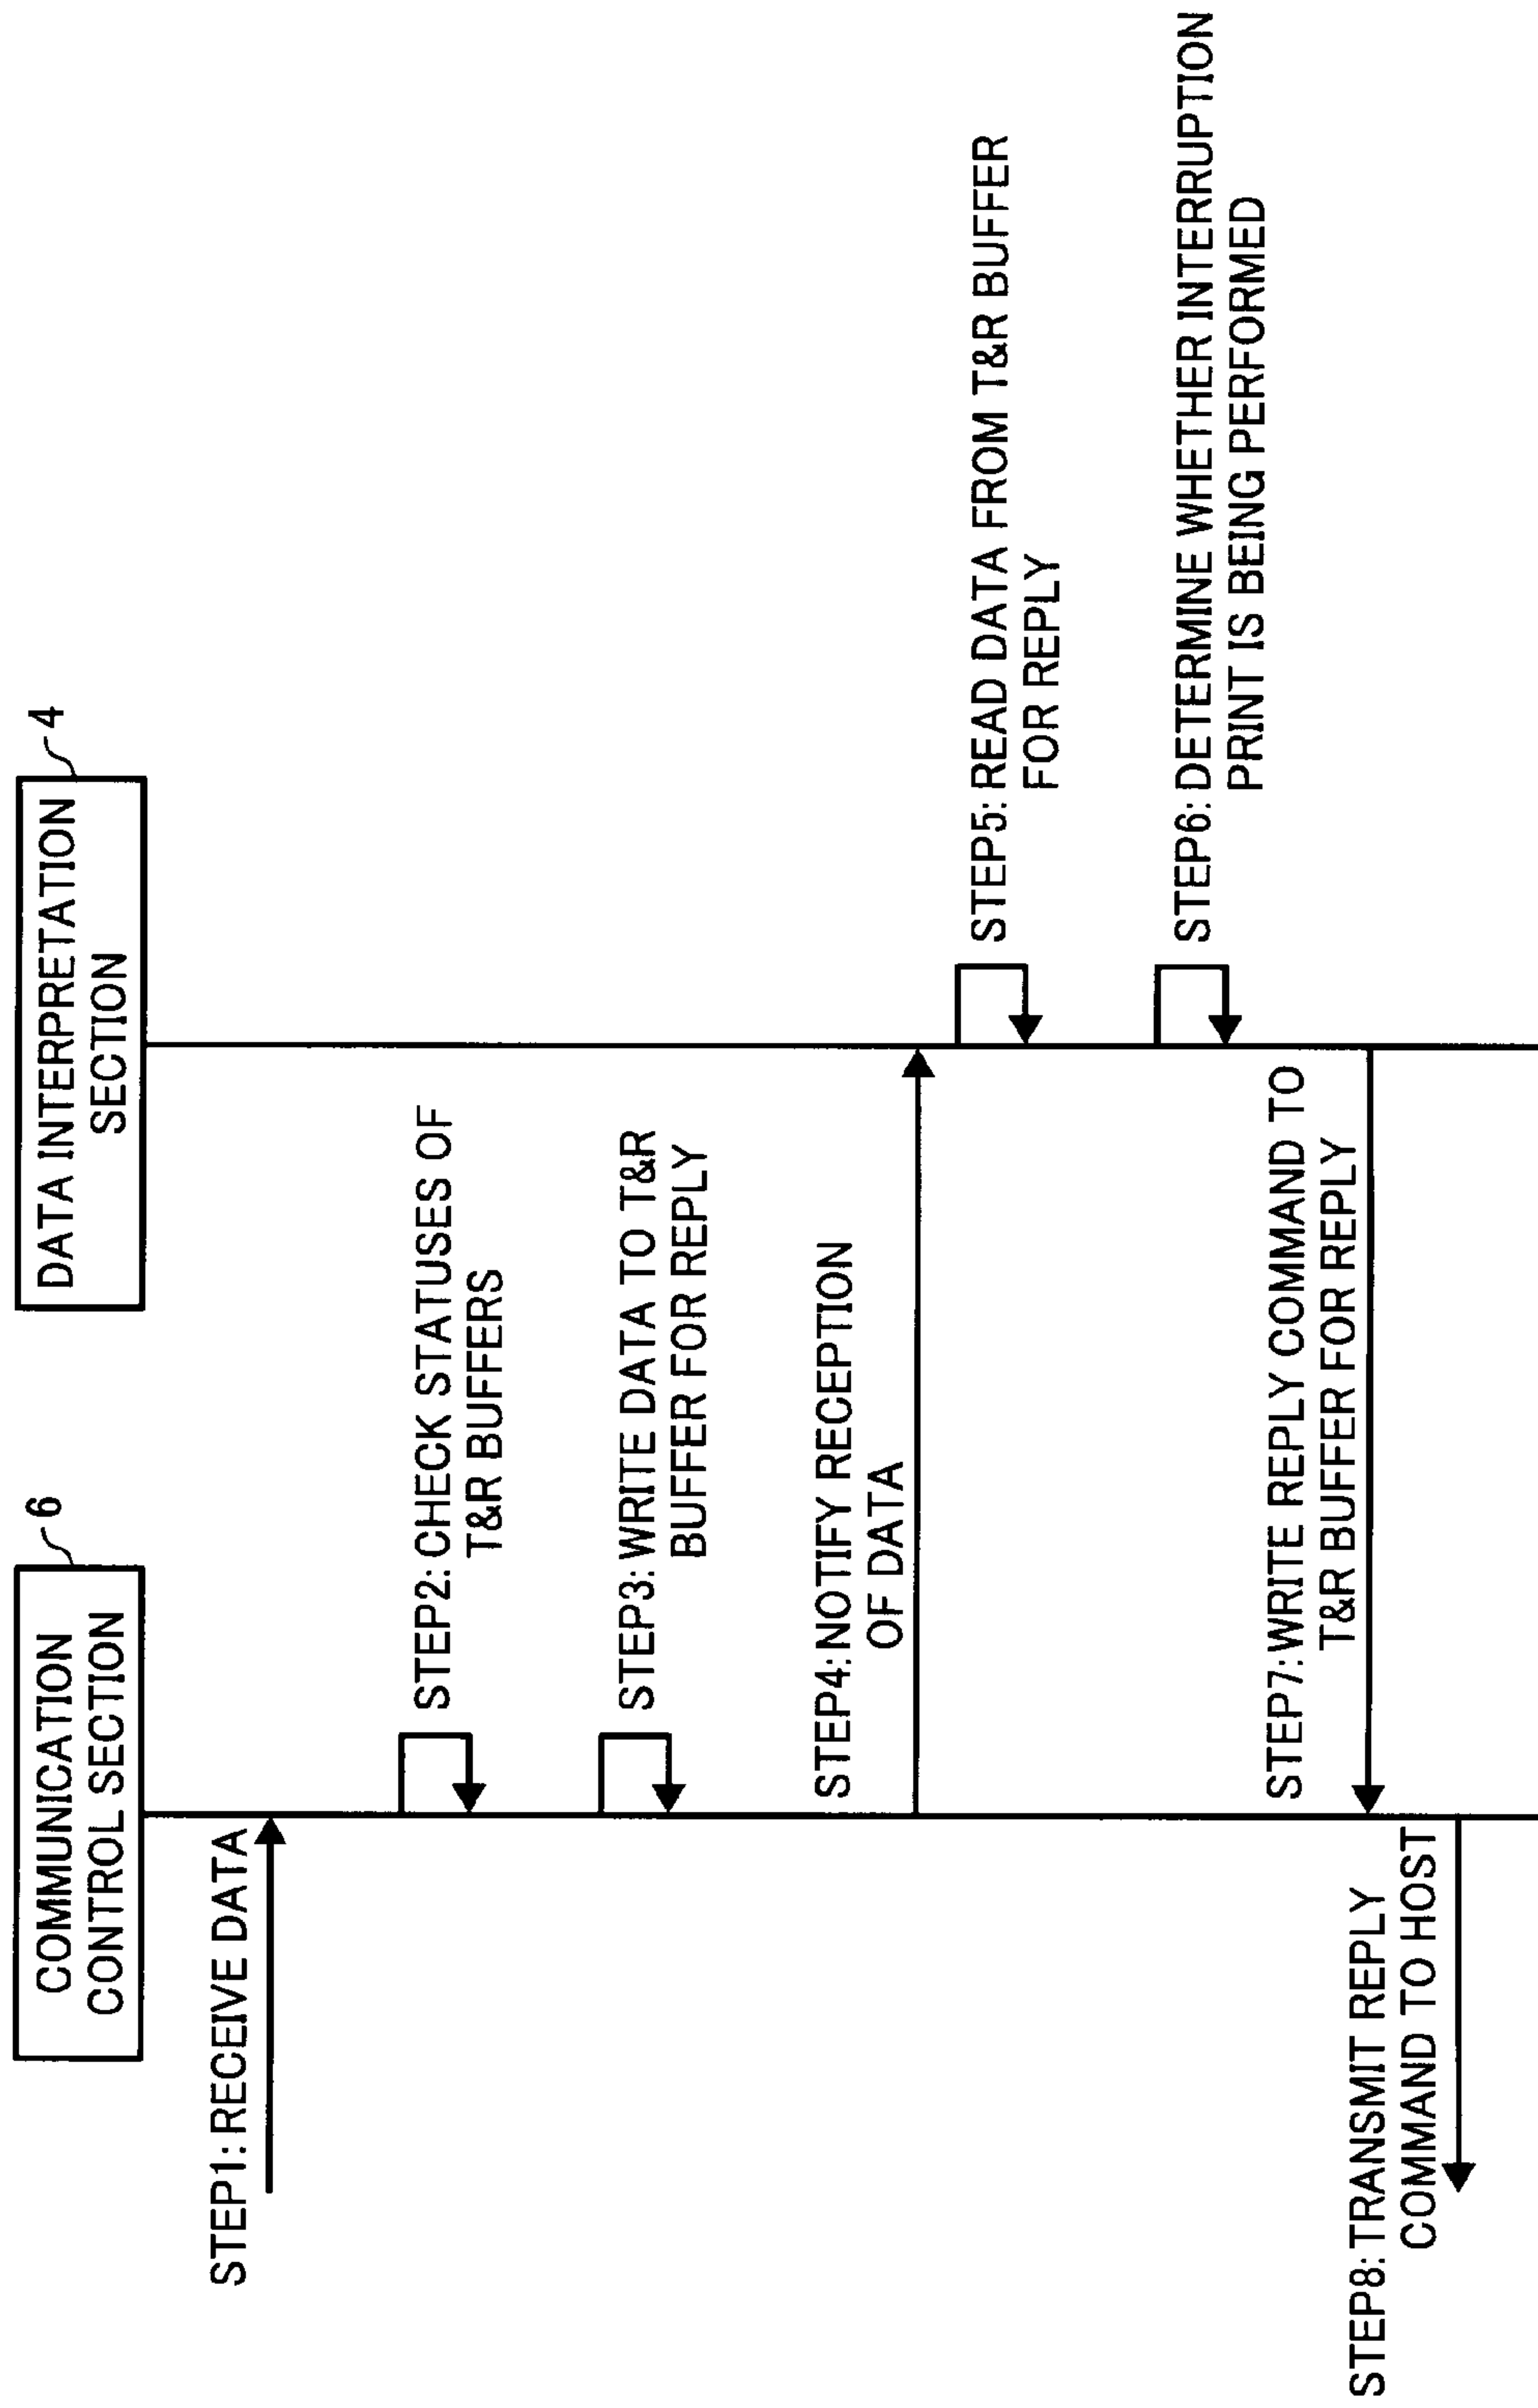 COMMUNICATION
CONTROL SECTION
6
DATA INTERPRETATION
SECTION
4
STEP1: RECEIVE DATA
STEP2: CHECK STATUSES OF
T&R BUFFERS
STEP3: WRITE DATA TO T&R
BUFFER FOR REPLY
STEP4: NOTIFY RECEPTION
OF DATA
STEP5: READ DATA FROM T&R BUFFER
FOR REPLY
STEP6: DETERMINE WHETHER INTERRUPTION
PRINT IS BEING PERFORMED
STEP7: WRITE REPLY COMMAND TO
T&R BUFFER FOR REPLY
STEP8: TRANSMIT REPLY
COMMAND TO HOST